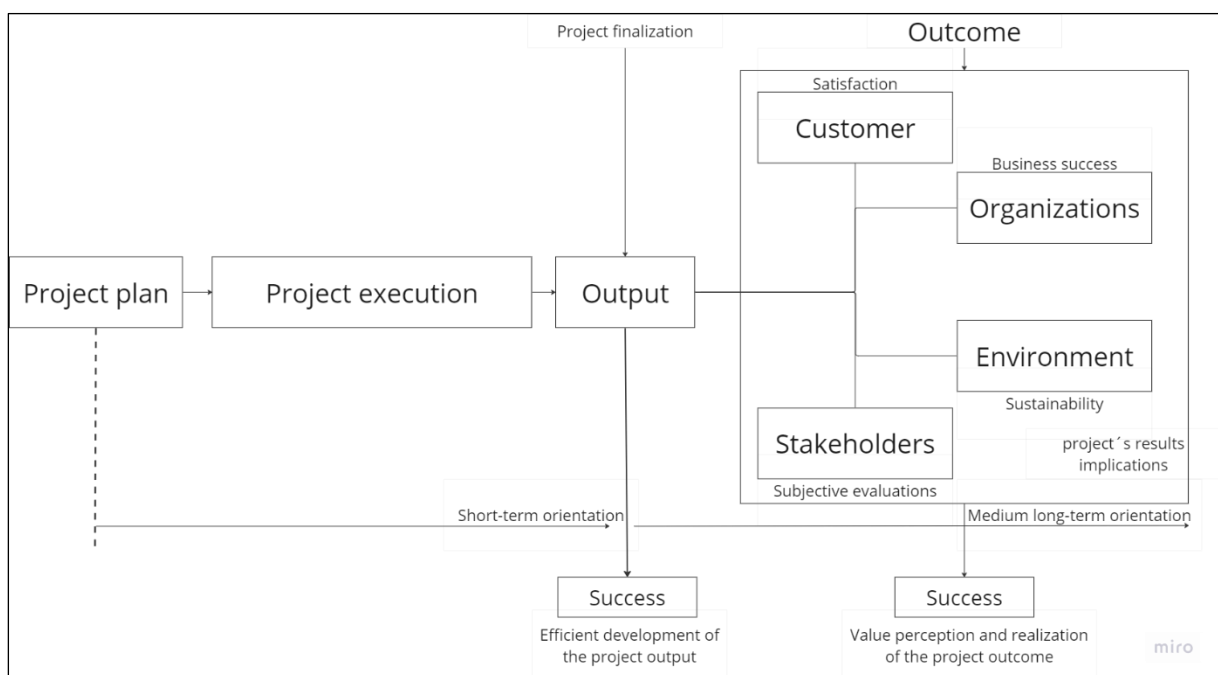 Project finalization
Outcome
Satisfaction
Customer
Business success
Organizations
Project plan
Project execution
Output
Environment
Sustainability
Stakeholders
project´s results
implications
Subjective evaluations
Short-term orientation
Medium long-term orientation
Success
Success
Efficient development of
the project output
Value perception and realization
of the project outcome
miro